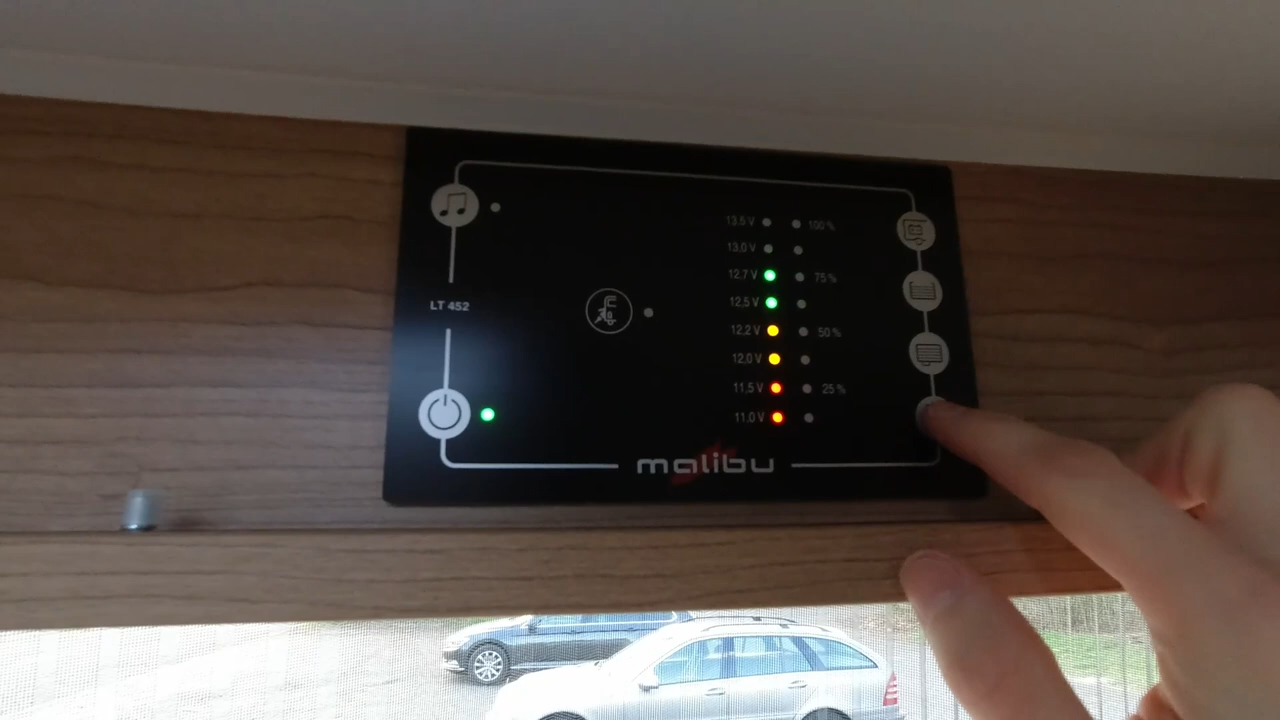 13,5 V 100 %
13,0 V
12,7 V 75 %
LT 452
12,5 V
12,2 V 50 %
12,0 V
11,5 V 25 %
11,0 V
malibu